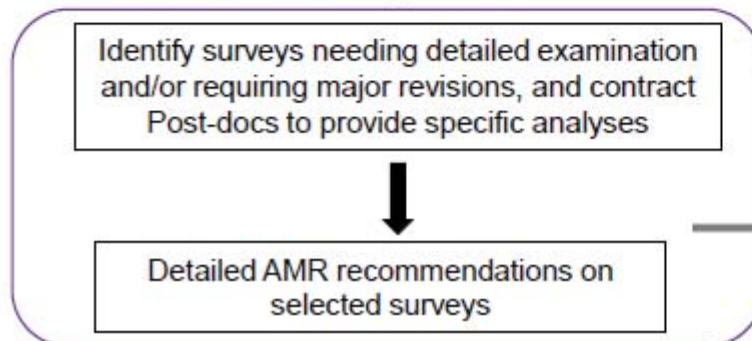 Identify surveys needing detailed examination
and/or requiring major revisions, and contract
Post-docs to provide specific analyses
Detailed AMR recommendations on
selected surveys